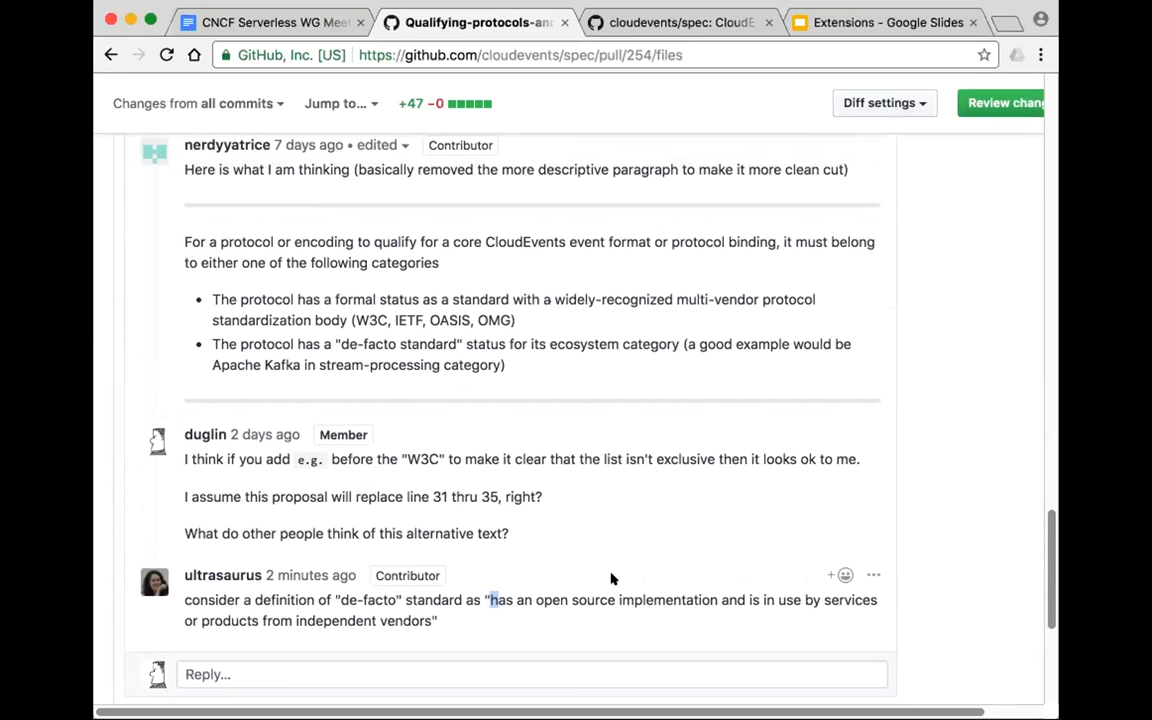 CNCF Serverless WG Mee
Qualifying-protocols-an
cloudevents/spec: CloudE
Extensions - Google Slides
GitHub, Inc. [US]
https://github.com/cloudevents/spec/pull/254/files
Changes from all commits
Jump to...
+47 −0
Diff settings
Review chan
nerdyyatrice 7 days ago • edited
Contributor
Here is what I am thinking (basically removed the more descriptive paragraph to make it more clean cut)
For a protocol or encoding to qualify for a core CloudEvents event format or protocol binding, it must belong
to either one of the following categories
• The protocol has a formal status as a standard with a widely-recognized multi-vendor protocol
standardization body (W3C, IETF, OASIS, OMG)
• The protocol has a "de-facto standard" status for its ecosystem category (a good example would be
Apache Kafka in stream-processing category)
duglin 2 days ago
Member
I think if you add e.g. before the "W3C" to make it clear that the list isn't exclusive then it looks ok to me.
I assume this proposal will replace line 31 thru 35, right?
What do other people think of this alternative text?
ultrasaurus 2 minutes ago
Contributor
consider a definition of "de-facto" standard as "has an open source implementation and is in use by services
or products from independent vendors"
Reply...